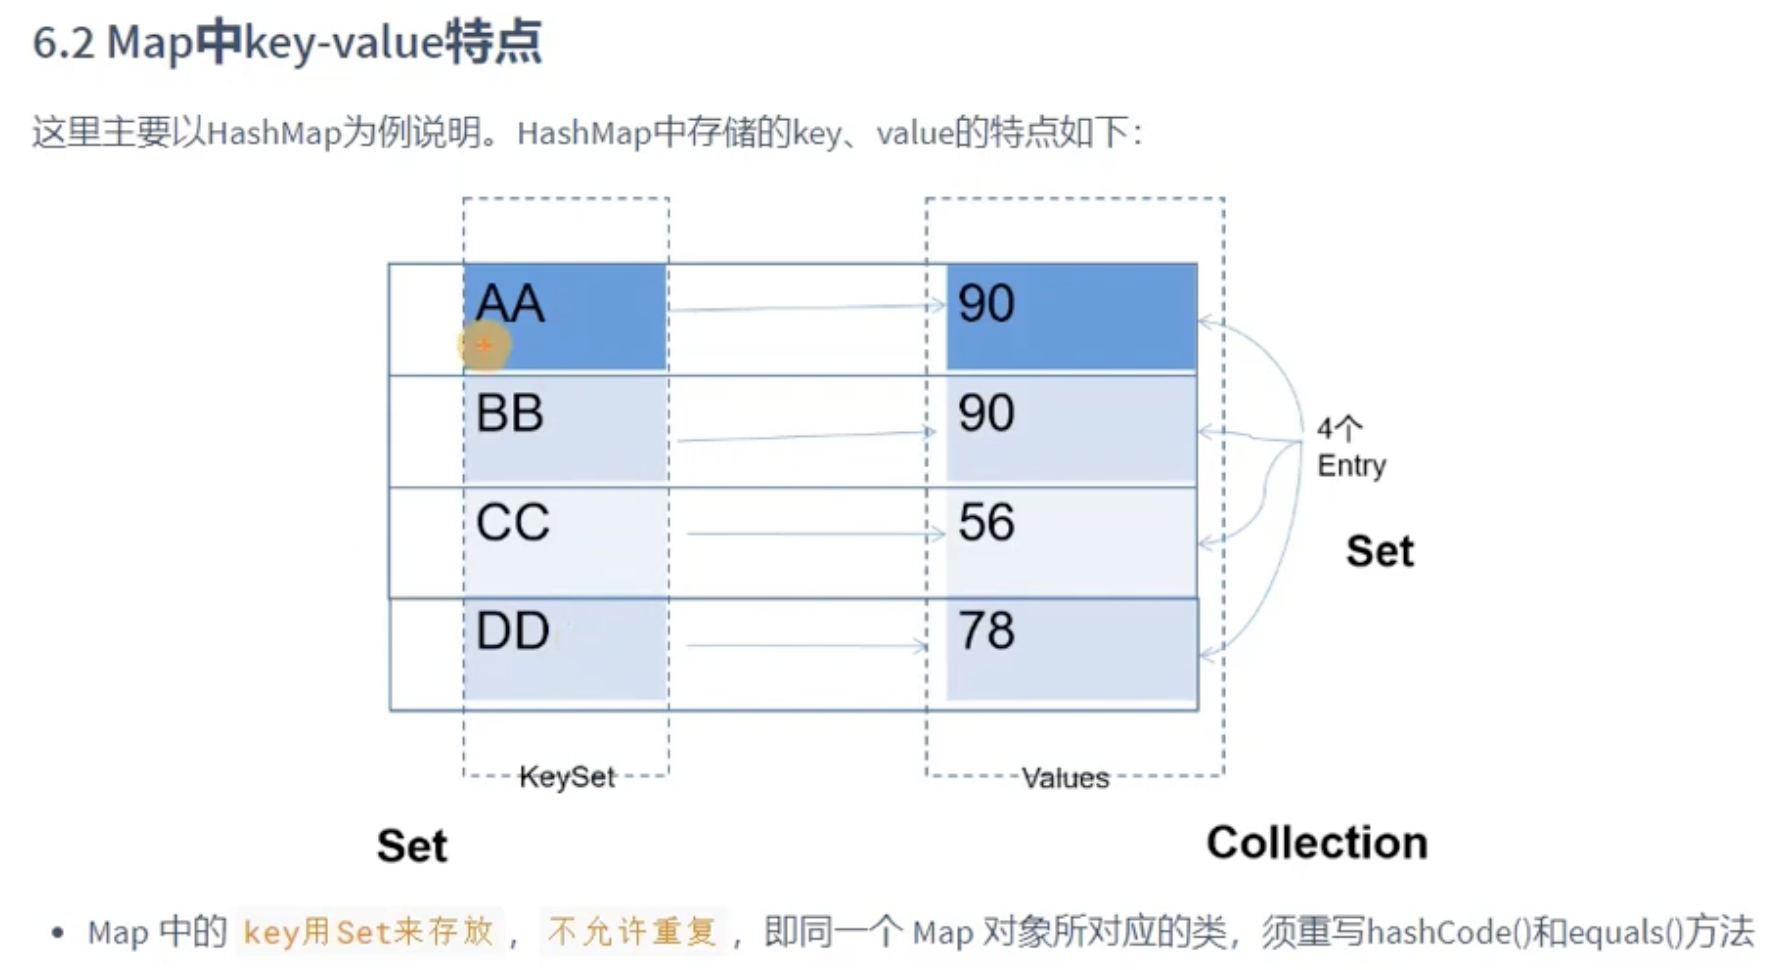 6.2 Map中key-value特点
这里主要以HashMap为例说明。HashMap中存储的key、value的特点如下:
AA
90
BB
90
4个
Entry
CC
56
Set
DD
78
KeySet
Values
Set
Collection
• Map 中的 key用Set来存放 ，不允许重复 ，即同一个 Map 对象所对应的类，须重写hashCode()和equals()方法